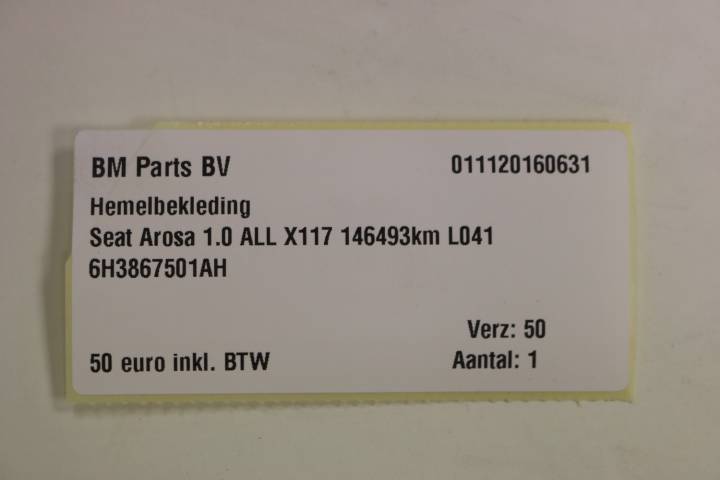 BM Parts BV 011120160631
Hemelbekleding
Seat Arosa 1.0 ALL X117 146493km L041
6H3867501AH
Verz: 50
50 euro inkl. BTW Aantal: 1